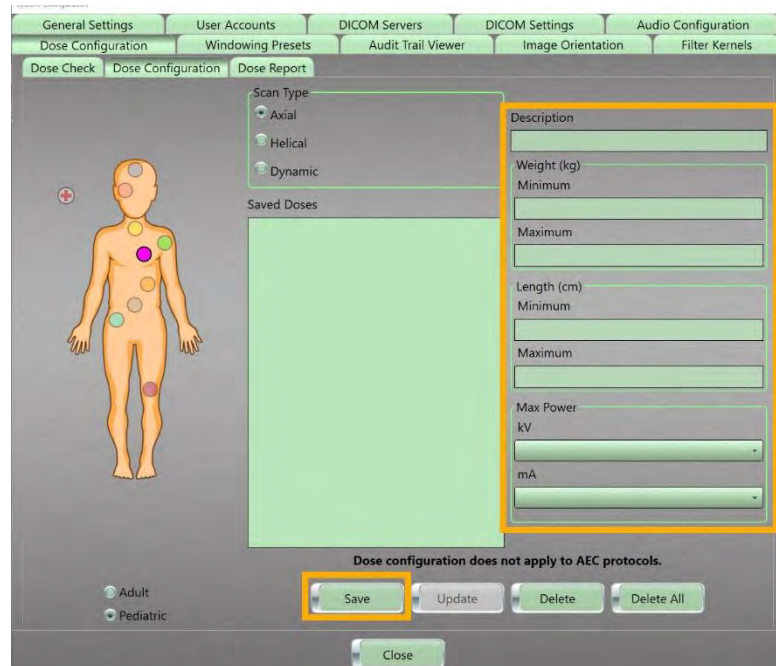 System Configuration
General Settings User Accounts DICOM Servers DICOM Settings Audio Configuration
Dose Configuration Windowing Presets Audit Trail Viewer Image Orientation Filter Kernels
Dose Check Dose Configuration Dose Report
Scan Type
Axial
Helical
Dynamic
Saved Doses
Description
Weight (kg)
Minimum
Maximum
Length (cm)
Minimum
Maximum
Max Power
kV
mA
Dose configuration does not apply to AEC protocols.
Adult
Pediatric
Save Update Delete Delete All
Close